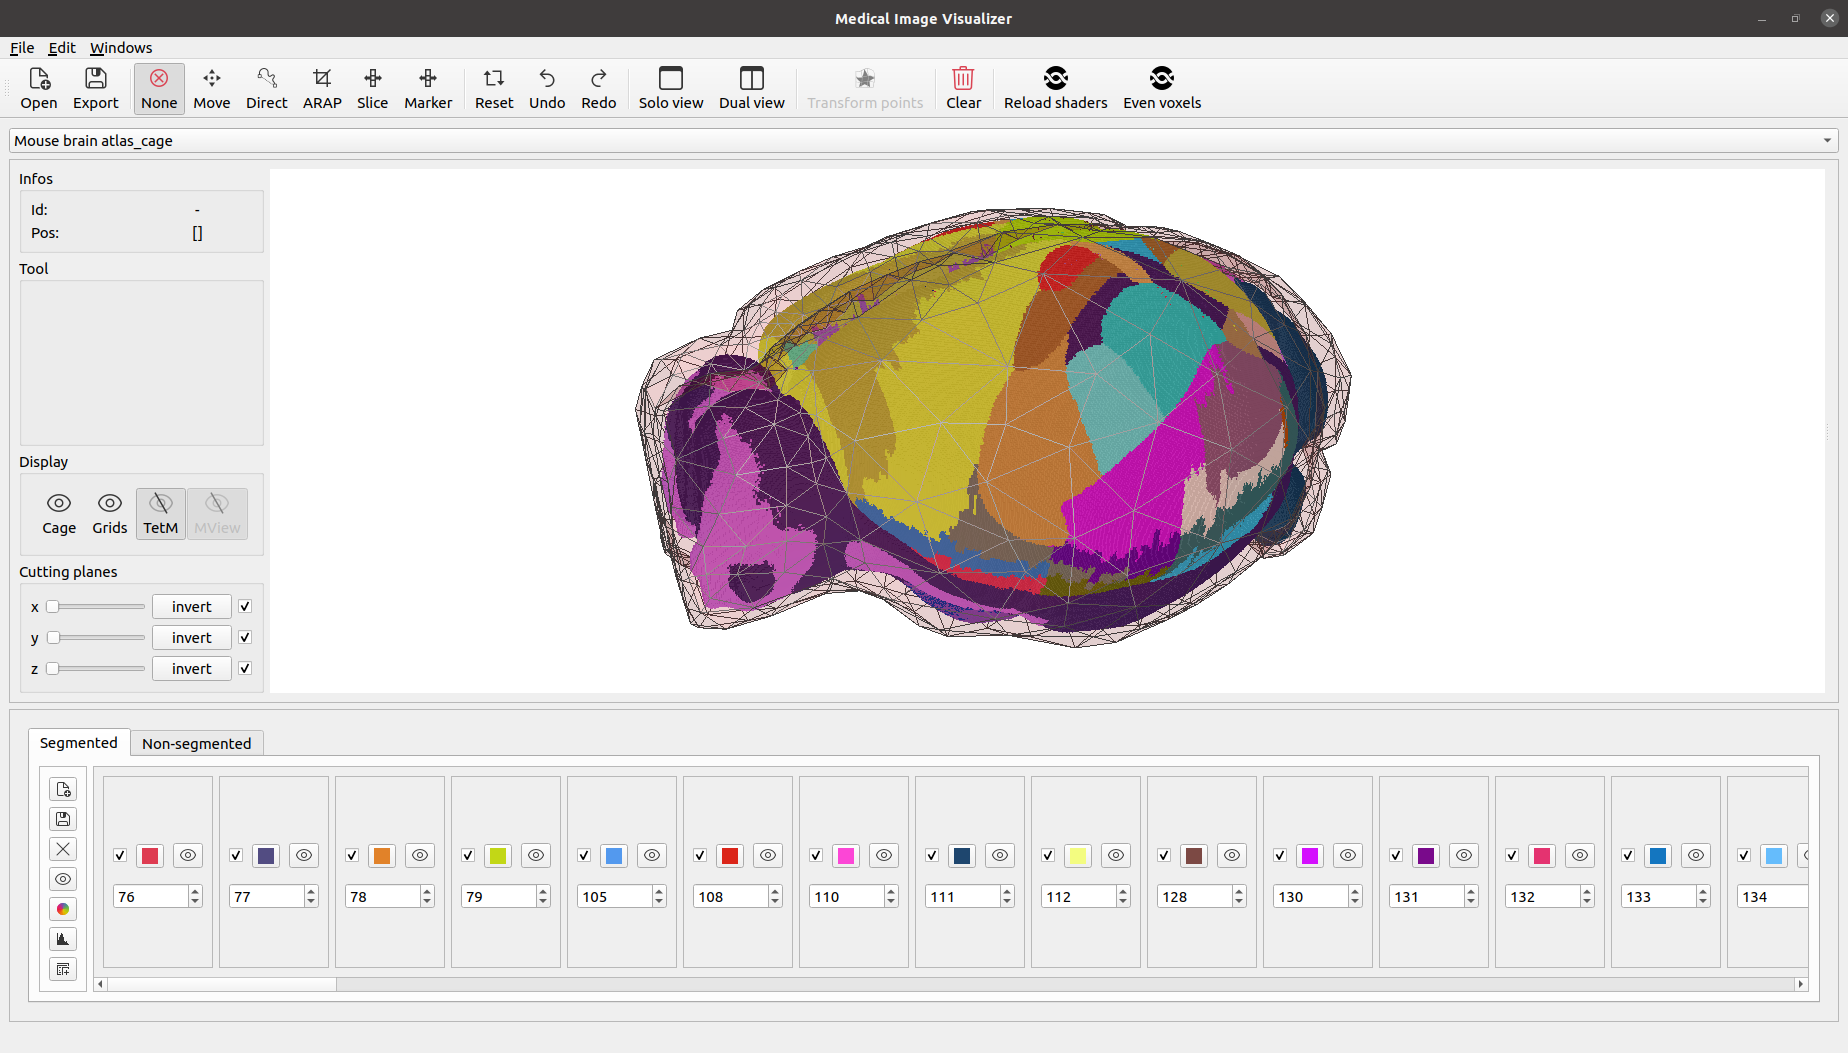 Medical Image Visualizer
File Edit Windows
Open Export None Move Direct ARAP Slice Marker Reset Undo Redo Solo view Dual view Transform points Clear Reload shaders Even voxels
Mouse brain atlas_cage
Infos
Id: -
Pos: []
Tool
Display
Cage Grids TetM MView
Cutting planes
x invert
y invert
z invert
Segmented Non-segmented
76 77 78 79 105 108 110 111 112 128 130 131 132 133 134